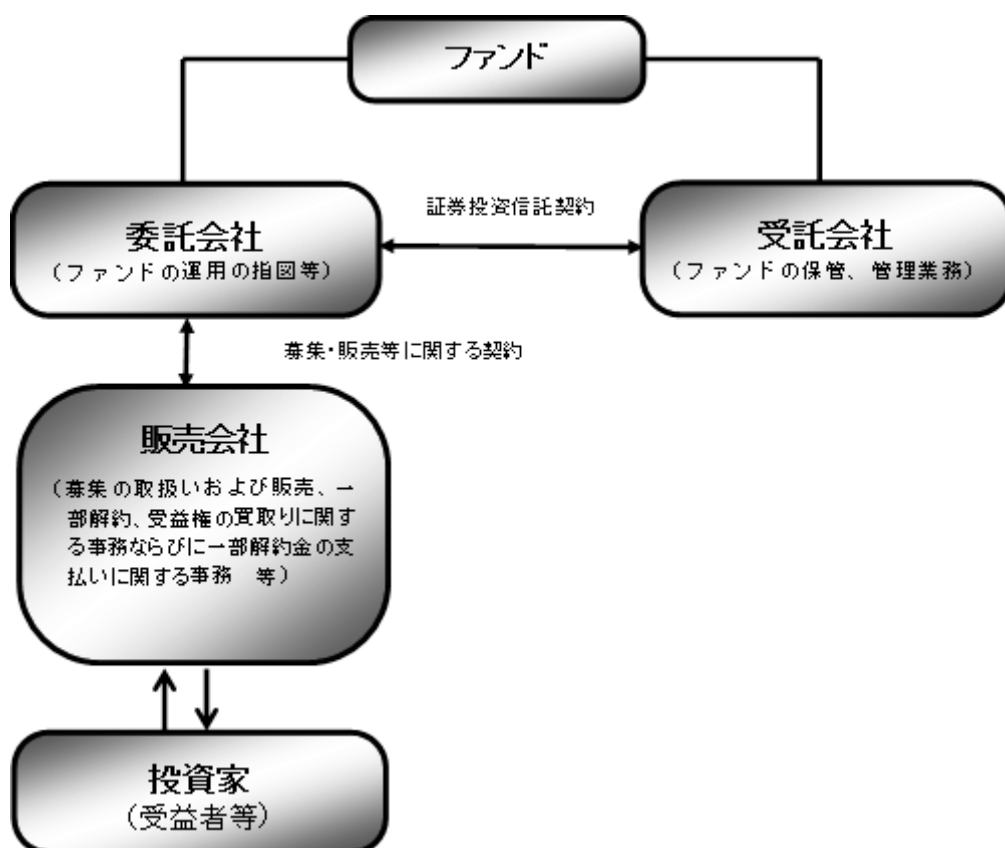 ファンド
委託会社
(ファンドの運用の指図等)
証券投資信託契約
受託会社
(ファンドの保管、管理業務)
募集・販売等に関する契約
販売会社
(募集の取扱いおよび販売、一
部解約、受益権の買取りに関す
る事務ならびに一部解約金の支
払いに関する事務 等)
投資家
(受益者等)